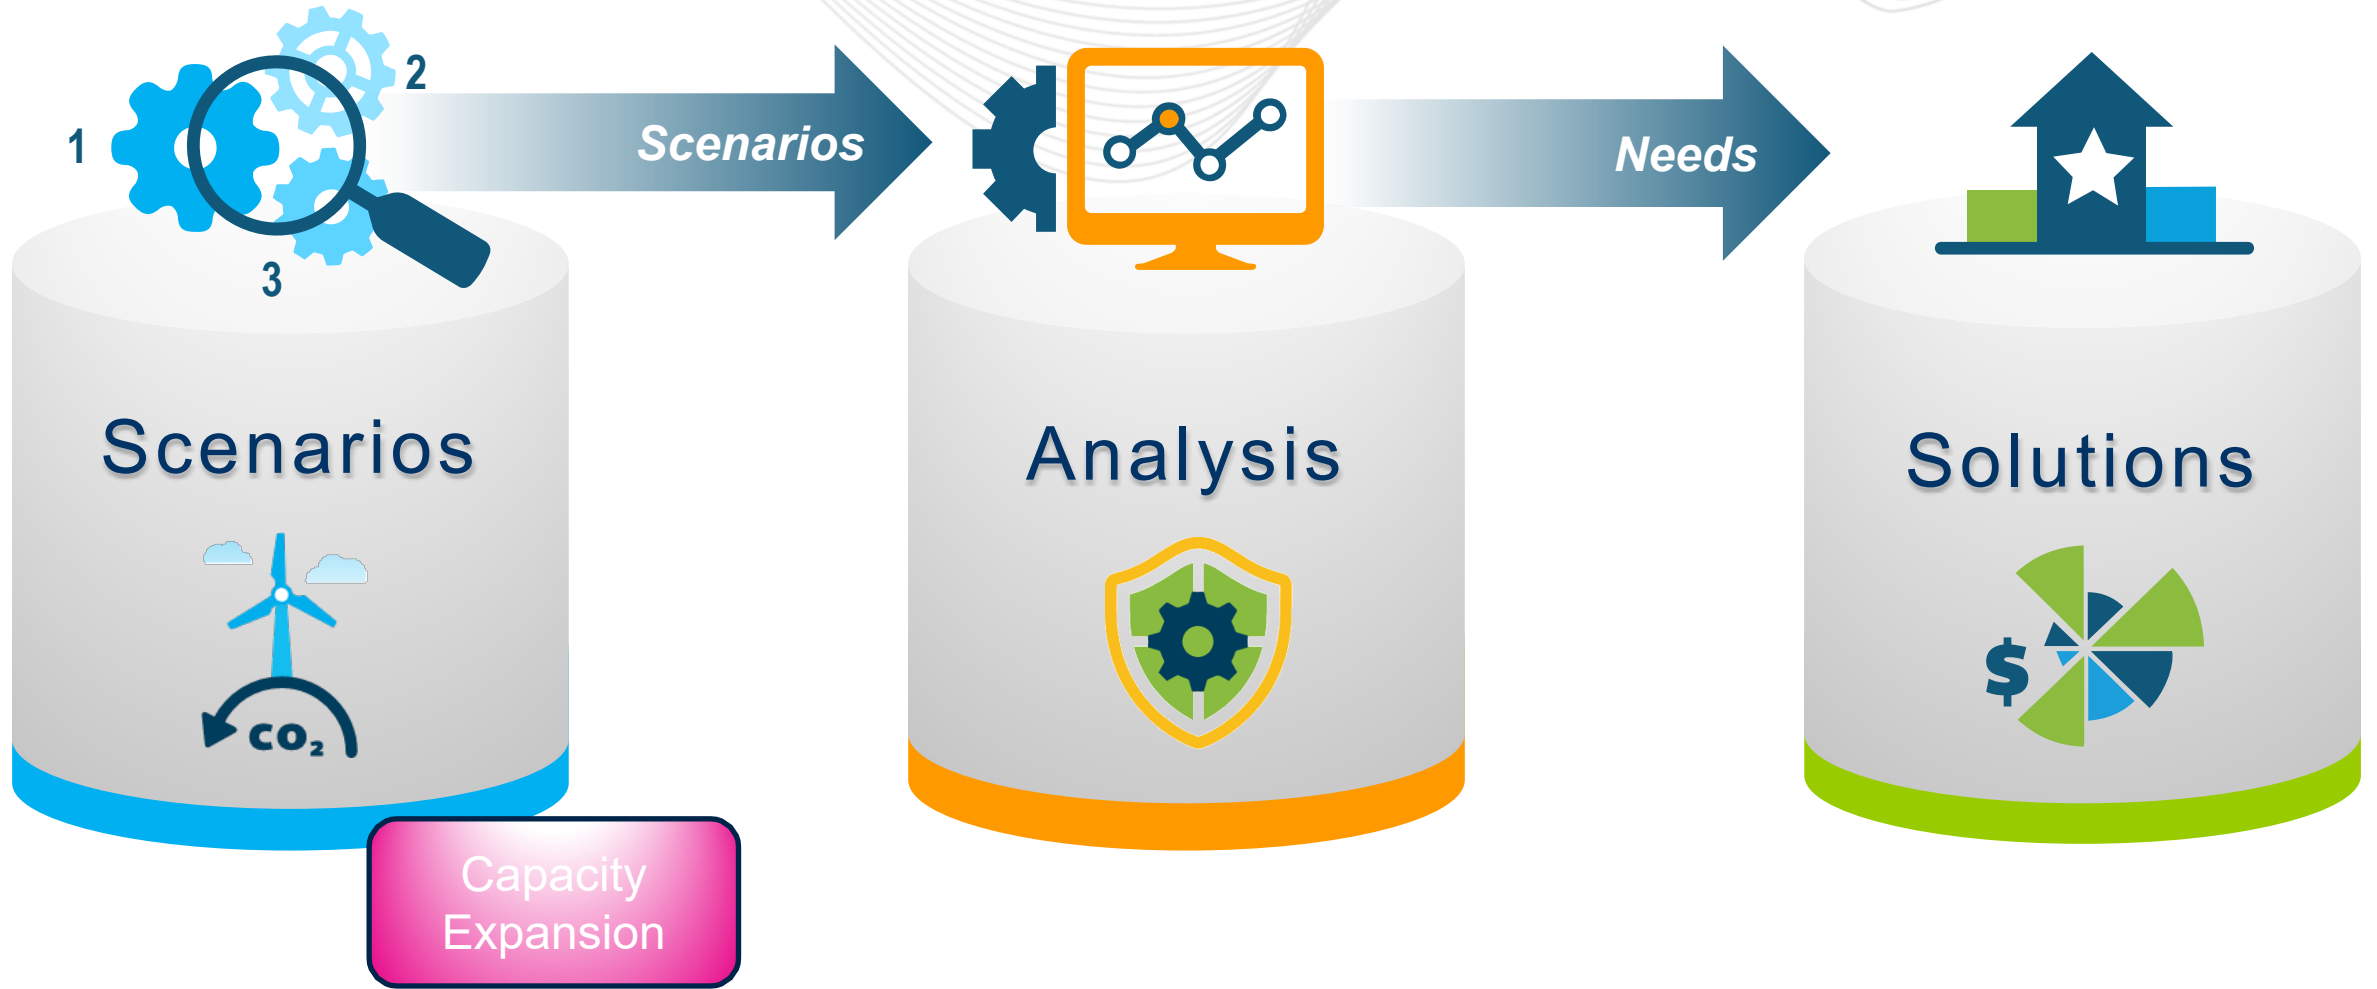 1
2
3
Scenarios
Needs
Scenarios
Analysis
Solutions
CO₂
$
Capacity
Expansion